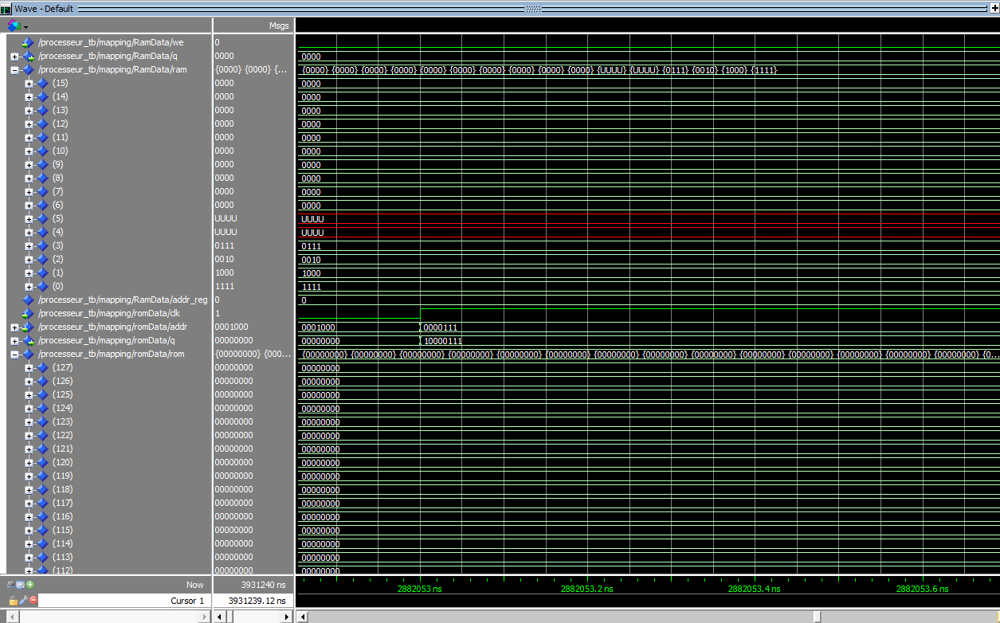 Wave - Default
Msgs
/processeur_tb/mapping/RamData/we 0
/processeur_tb/mapping/RamData/q 0000 0000
/processeur_tb/mapping/RamData/ram {0000} {0000} {... {0000} {0000} {0000} {0000} {0000} {0000} {0000} {0000} {0000} {0000} {UUUU} {UUUU} {0111} {0010} {1000} {1111}
(15) 0000 0000
(14) 0000 0000
(13) 0000 0000
(12) 0000 0000
(11) 0000 0000
(10) 0000 0000
(9) 0000 0000
(8) 0000 0000
(7) 0000 0000
(6) 0000 0000
(5) UUUU UUUU
(4) UUUU UUUU
(3) 0111 0111
(2) 0010 0010
(1) 1000 1000
(0) 1111 1111
/processeur_tb/mapping/RamData/addr_reg 0 0
/processeur_tb/mapping/romData/clk 1
/processeur_tb/mapping/romData/addr 0001000 0001000 0000111
/processeur_tb/mapping/romData/q 00000000 00000000 10000111
/processeur_tb/mapping/romData/rom {00000000} {000... {00000000} {00000000} {00000000} {00000000} {00000000} {00000000} {00000000} {00000000} {00000000} {00000000} {00000000} {00000000} {00000000} {00000000} {0...
(127) 00000000 00000000
(126) 00000000 00000000
(125) 00000000 00000000
(124) 00000000 00000000
(123) 00000000 00000000
(122) 00000000 00000000
(121) 00000000 00000000
(120) 00000000 00000000
(119) 00000000 00000000
(118) 00000000 00000000
(117) 00000000 00000000
(116) 00000000 00000000
(115) 00000000 00000000
(114) 00000000 00000000
(113) 00000000 00000000
(112) 00000000 00000000
Now 3931240 ns 2882053 ns 2882053.2 ns 2882053.4 ns 2882053.6 ns
Cursor 1 3931239.12 ns